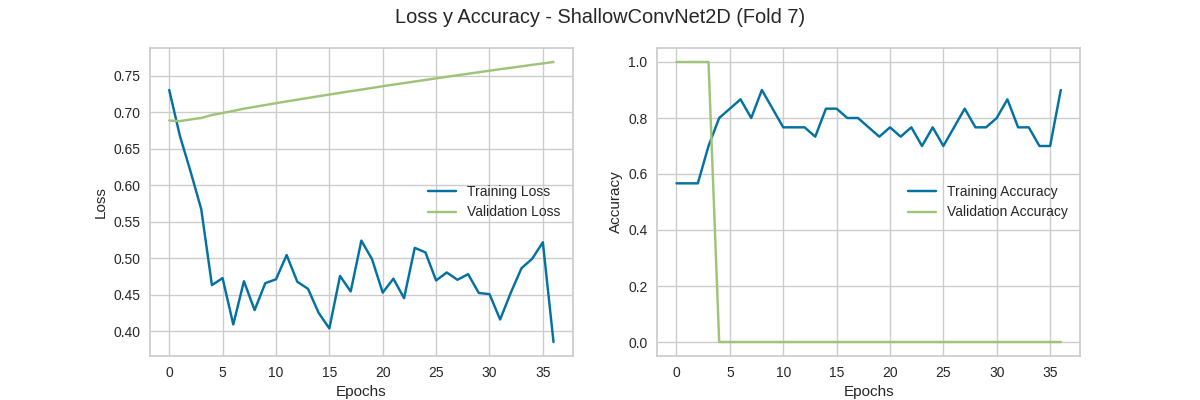 Loss y Accuracy - ShallowConvNet2D (Fold 7)
0.75
0.70
0.65
0.60
0.55
0.50
0.45
0.40
Loss
Training Loss
Validation Loss
0 5 10 15 20 25 30 35
Epochs
1.0
0.8
0.6
0.4
0.2
0.0
Accuracy
Training Accuracy
Validation Accuracy
0 5 10 15 20 25 30 35
Epochs